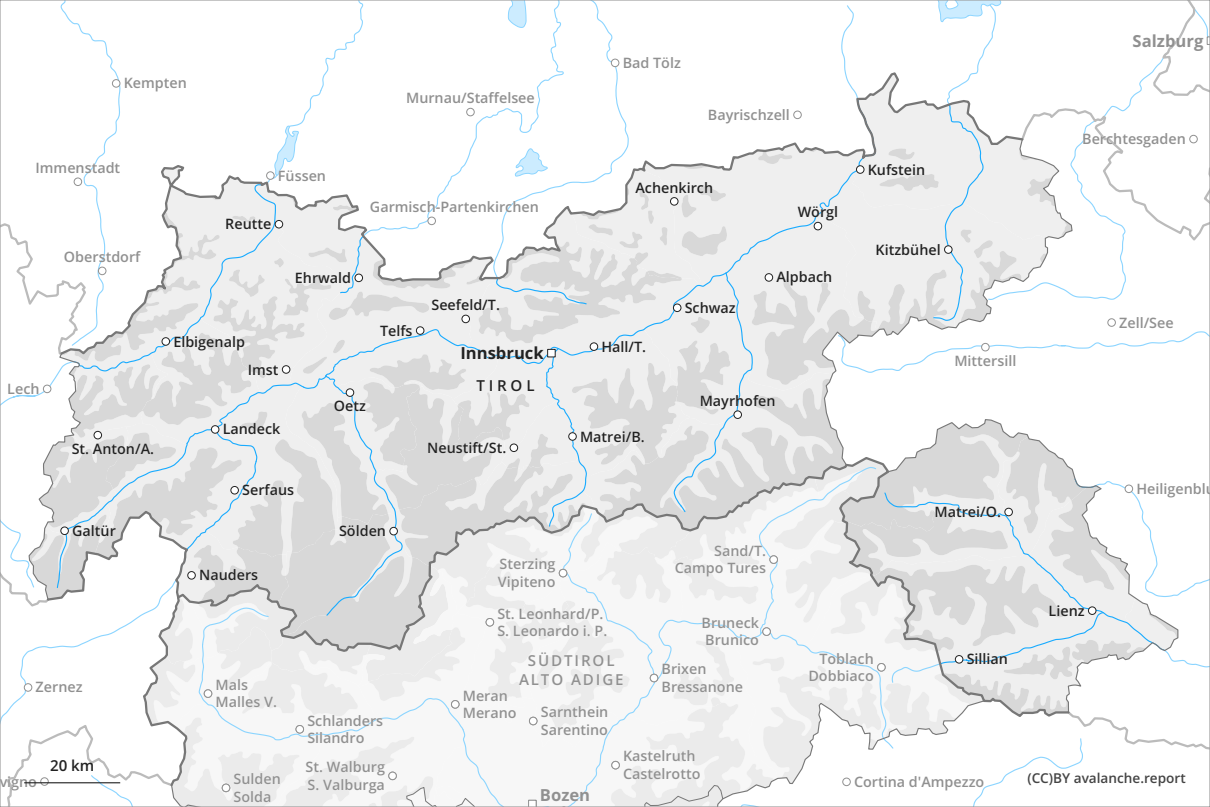 Salzburg
Bad Tölz
Kempten
Murnau/Staffelsee
Bayrischzell
Berchtesgaden
Immenstadt
Füssen
Kufstein
Achenkirch
Garmisch-Partenkirchen
Wörgl
Reutte
Kitzbühel
Oberstdorf
Ehrwald
Alpbach
Seefeld/T.
Schwaz
Zell/See
Telfs
Elbigenalp
Innsbruck
Hall/T.
Mittersill
Imst
TIROL
Lech
Oetz
Mayrhofen
Landeck
Matrei/B.
St. Anton/A.
Neustift/St.
Serfaus
Matrei/O.
Galtür
Sölden
Sand/T.
Campo Tures
Sterzing
Vipiteno
Nauders
St. Leonhard/P.
S. Leonardo i. P.
Lienz
Bruneck
Brunico
SÜDTIROL
ALTO ADIGE
Toblach
Dobbiaco
Sillian
Brixen
Bressanone
Zernez
Mals
Malles V.
Meran
Merano
Sarnthein
Sarentino
Schlanders
Silandro
Kastelruth
Castelrotto
20 km
St. Walburg
S. Valburga
Sulden
Solda
Cortina d'Ampezzo
(CC)BY avalanche.report
Bozen